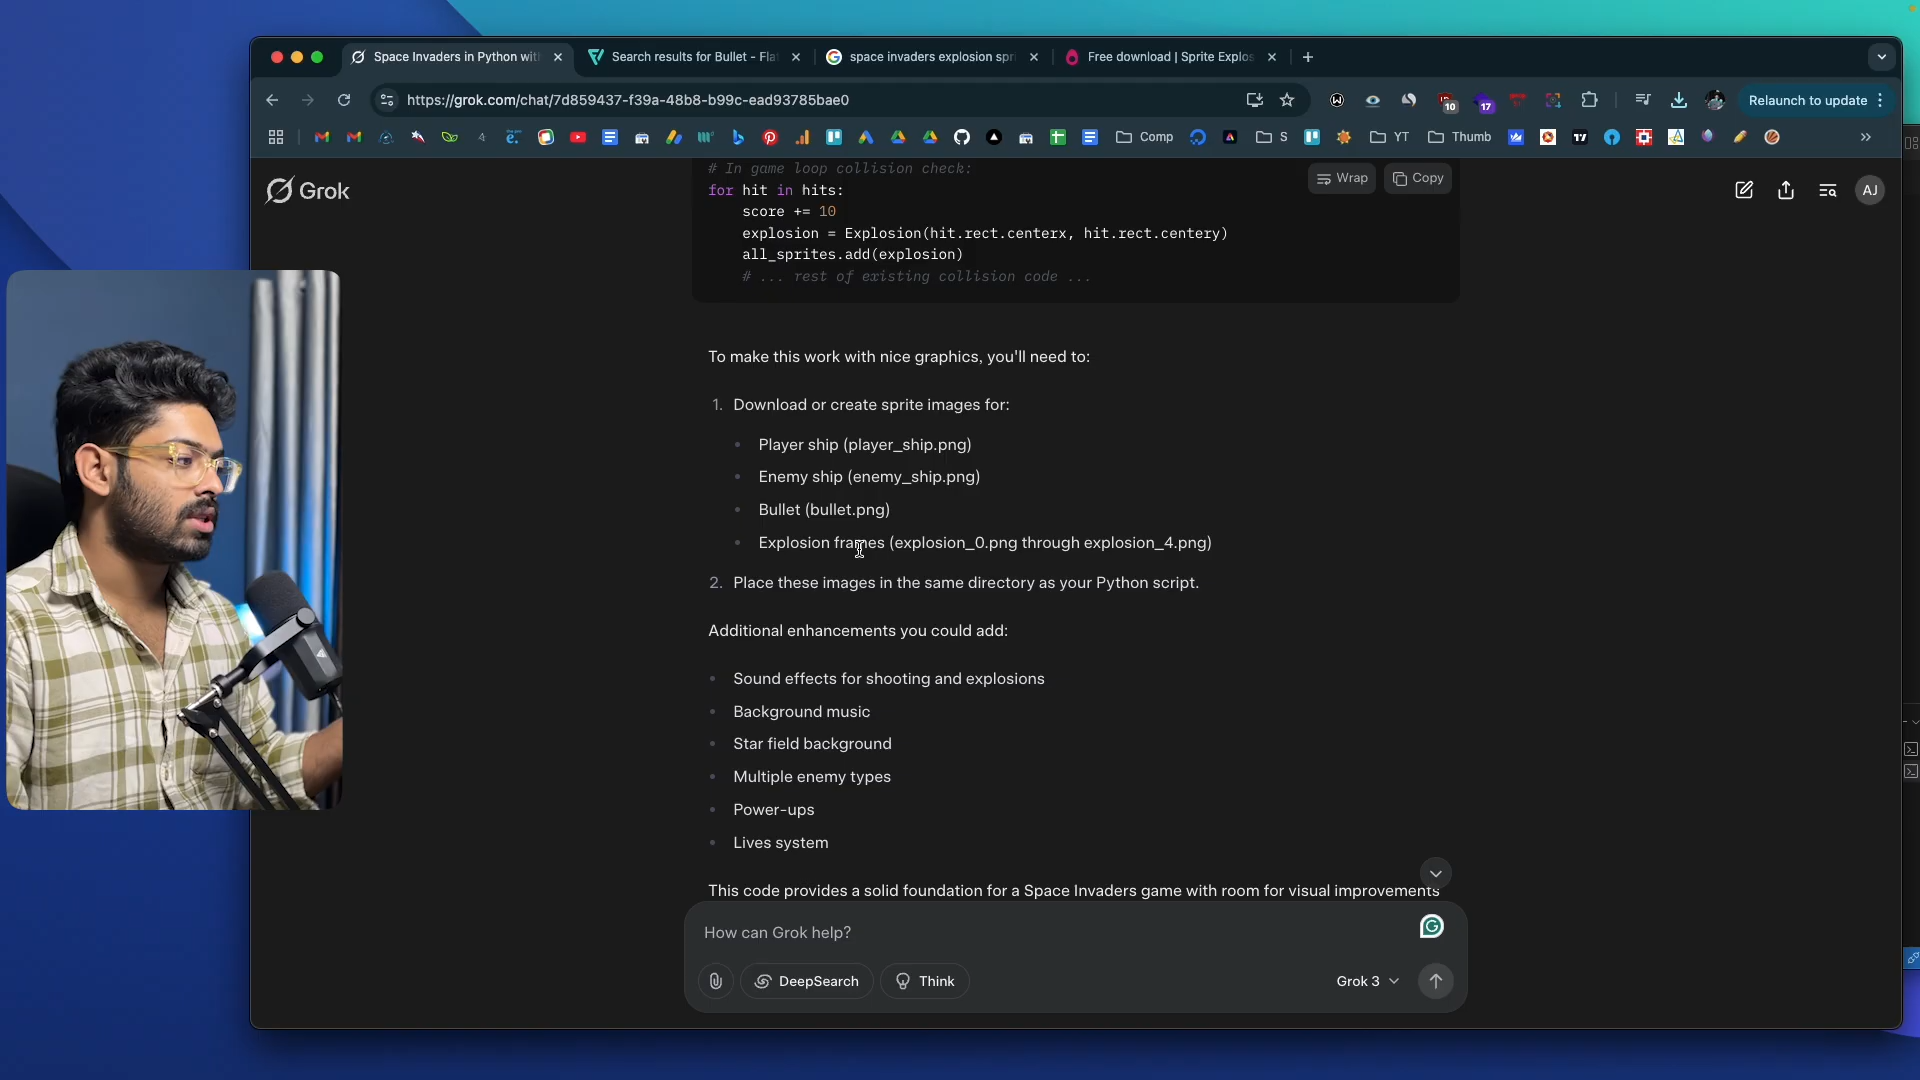 Space Invaders in Python wit
Search results for Bullet - Fla
space invaders explosion spr
Free download | Sprite Explos
https://grok.com/chat/7d859437-f39a-48b8-b99c-ead93785bae0
10
17
Relaunch to update
Comp
S
YT
Thumb
Grok
AJ
Wrap
Copy
# In game loop collision check:
for hit in hits:
score += 10
explosion = Explosion(hit.rect.centerx, hit.rect.centery)
all_sprites.add(explosion)
# ... rest of existing collision code ...
To make this work with nice graphics, you'll need to:
1. Download or create sprite images for:
• Player ship (player_ship.png)
• Enemy ship (enemy_ship.png)
• Bullet (bullet.png)
• Explosion frames (explosion_0.png through explosion_4.png)
2. Place these images in the same directory as your Python script.
Additional enhancements you could add:
• Sound effects for shooting and explosions
• Background music
• Star field background
• Multiple enemy types
• Power-ups
• Lives system
This code provides a solid foundation for a Space Invaders game with room for visual improvements
How can Grok help?
DeepSearch
Think
Grok 3